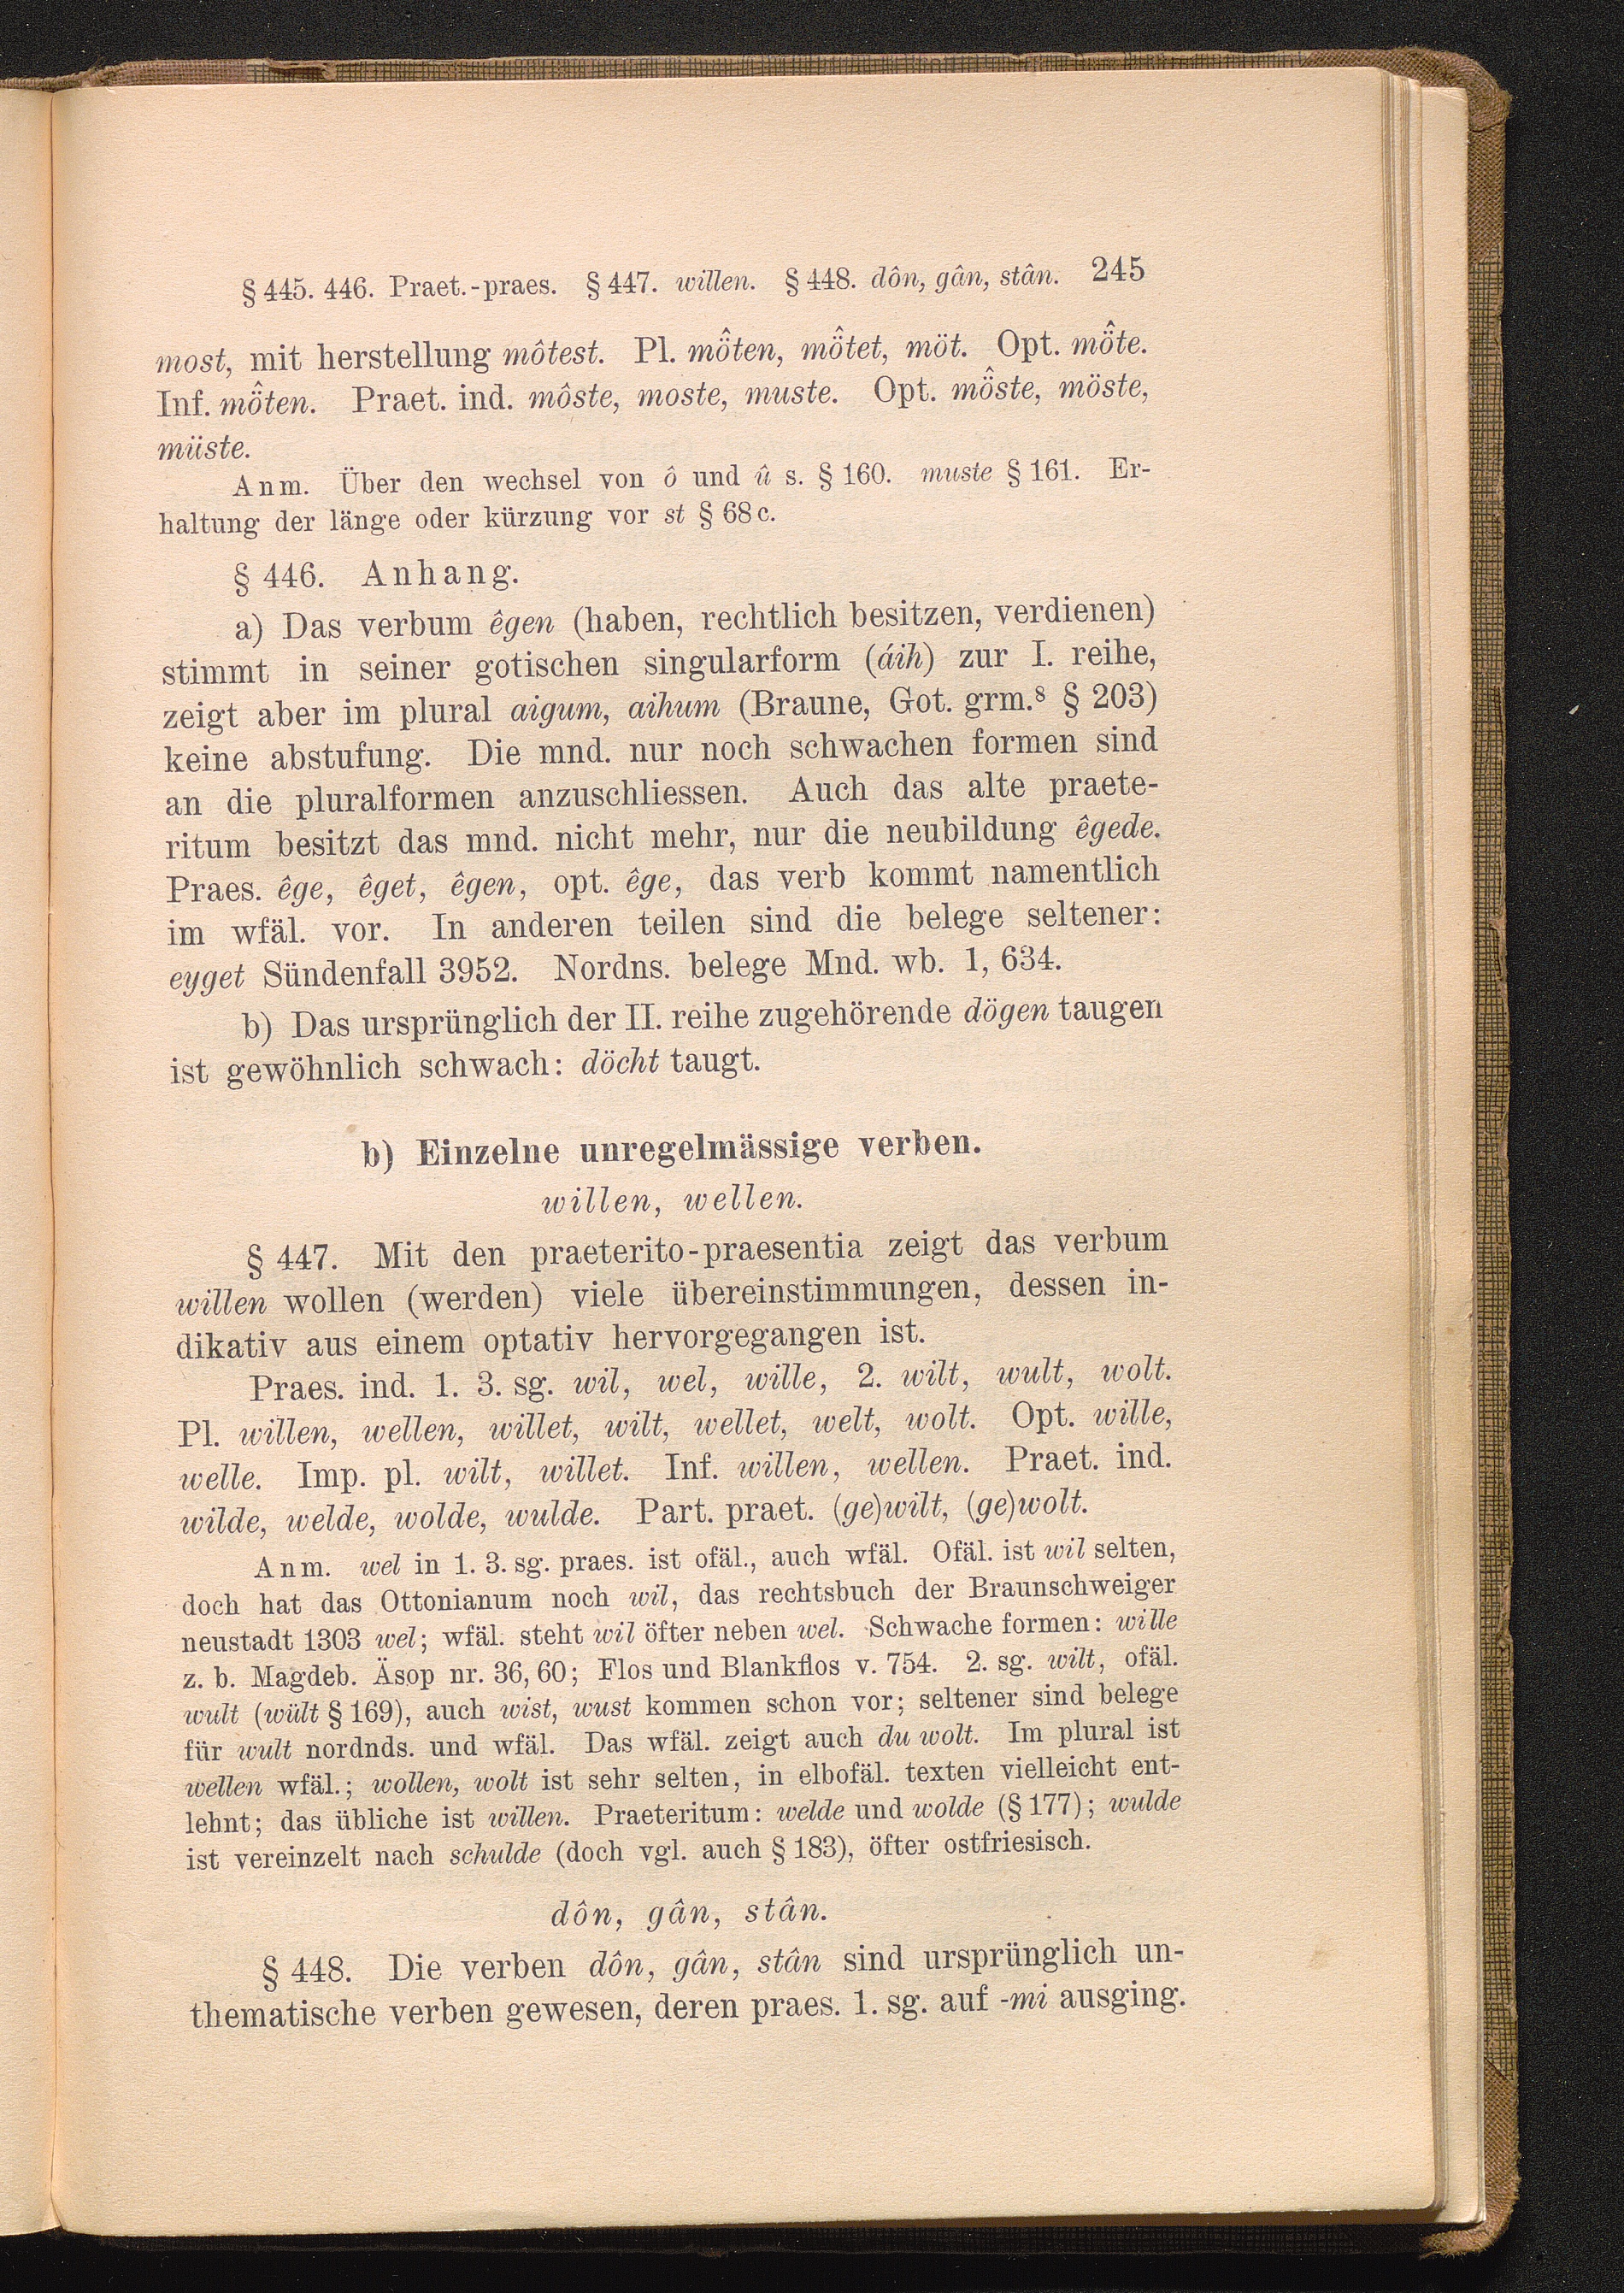 § 445. 446. Praet.-praes. § 447. willen. § 448. dôn, gân, stân. 245
most, mit herstellung môtest. Pl. mö̂ten, mö̂tet, möt. Opt. mö̂te.
Inf. mö̂ten. Praet. ind. môste, moste, muste. Opt. mö̂ste, möste,
müste.
Anm. Über den wechsel von ô und û s. § 160. muste § 161. Er-
haltung der länge oder kürzung vor st § 68 c.
§ 446. Anhang.
a) Das verbum êgen (haben, rechtlich besitzen, verdienen)
stimmt in seiner gotischen singularform (áih) zur I. reihe,
zeigt aber im plural aigum, aihum (Braune, Got. grm.⁸ § 203)
keine abstufung. Die mnd. nur noch schwachen formen sind
an die pluralformen anzuschliessen. Auch das alte praete-
ritum besitzt das mnd. nicht mehr, nur die neubildung êgede.
Praes. êge, êget, êgen, opt. êge, das verb kommt namentlich
im wfäl. vor. In anderen teilen sind die belege seltener:
eyget Sündenfall 3952. Nordns. belege Mnd. wb. 1, 634.
b) Das ursprünglich der II. reihe zugehörende dögen taugen
ist gewöhnlich schwach: döcht taugt.
b) Einzelne unregelmässige verben.
willen, wellen.
§ 447. Mit den praeterito-praesentia zeigt das verbum
willen wollen (werden) viele übereinstimmungen, dessen in-
dikativ aus einem optativ hervorgegangen ist.
Praes. ind. 1. 3. sg. wil, wel, wille, 2. wilt, wult, wolt.
Pl. willen, wellen, willet, wilt, wellet, welt, wolt. Opt. wille,
welle. Imp. pl. wilt, willet. Inf. willen, wellen. Praet. ind.
wilde, welde, wolde, wulde. Part. praet. (ge)wilt, (ge)wolt.
Anm. wel in 1. 3. sg. praes. ist ofäl., auch wfäl. Ofäl. ist wil selten,
doch hat das Ottonianum noch wil, das rechtsbuch der Braunschweiger
neustadt 1303 wel; wfäl. steht wil öfter neben wel. Schwache formen: wille
z. b. Magdeb. Äsop nr. 36, 60; Flos und Blankflos v. 754. 2. sg. wilt, ofäl.
wult (wült § 169), auch wist, wust kommen schon vor; seltener sind belege
für wult nordnds. und wfäl. Das wfäl. zeigt auch du wolt. Im plural ist
wellen wfäl.; wollen, wolt ist sehr selten, in elbofäl. texten vielleicht ent-
lehnt; das übliche ist willen. Praeteritum: welde und wolde (§ 177); wulde
ist vereinzelt nach schulde (doch vgl. auch § 183), öfter ostfriesisch.
dôn, gân, stân.
§ 448. Die verben dôn, gân, stân sind ursprünglich un-
thematische verben gewesen, deren praes. 1. sg. auf -mi ausging.